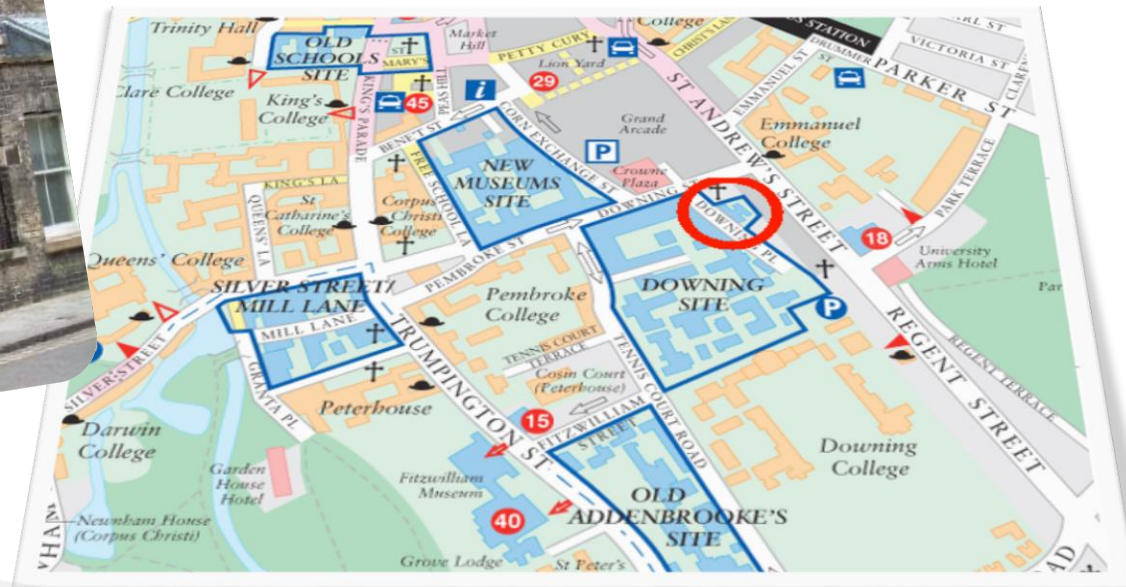 Trinity Hall
OLD
SCHOOLS
SITE
ST
MARY'S
Market
Hill
PETTY CURY
College
CHRIST'S LA
STATION
DRUMMER
ST
VICTORIA ST
PARKER ST
Clare College
King's
College
KING'S PARADE
45
PEAS HILL
i
29
Lion Yard
ST ANDREW'S STREET
EMMANUEL ST
Emmanuel
College
PARK TERRACE
BENE'T ST
CORN EXCHANGE ST
Grand
Arcade
P
Crowne
Plaza
NEW
MUSEUMS
SITE
FREE SCHOOL LA
KING'S LA
QUEENS' LA
St
Catharine's
College
Corpus
Christi
College
DOWNING ST
DOWNING PL
18
University
Arms Hotel
Queens' College
PEMBROKE ST
SILVER STREET/
MILL LANE
MILL LANE
Pembroke
College
DOWNING
SITE
P
SILVER STREET
GRANTA PL
TRUMPINGTON ST
TENNIS COURT
TERRACE
TENNIS COURT ROAD
Cosin Court
(Peterhouse)
REGENT STREET
REGENT TERRACE
Peterhouse
15
FITZWILLIAM
STREET
Darwin
College
Garden
House
Hotel
Fitzwilliam
Museum
40
Downing
College
OLD
ADDENBROOKE'S
SITE
Newnham House
(Corpus Christi)
Grove Lodge
St Peter's